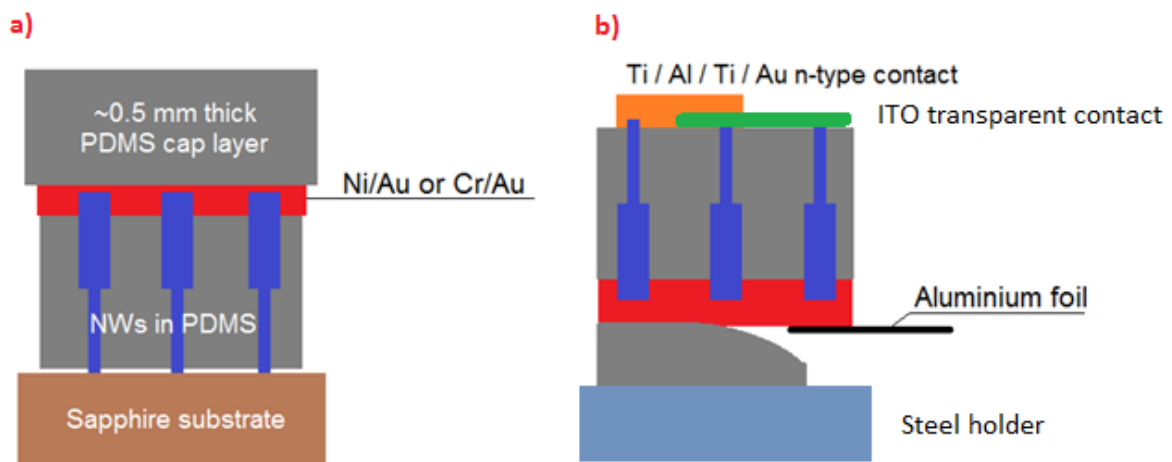 a)
~0.5 mm thick
PDMS cap layer
Ni/Au or Cr/Au
NWs in PDMS
Sapphire substrate
b)
Ti / Al / Ti / Au n-type contact
ITO transparent contact
Aluminium foil
Steel holder